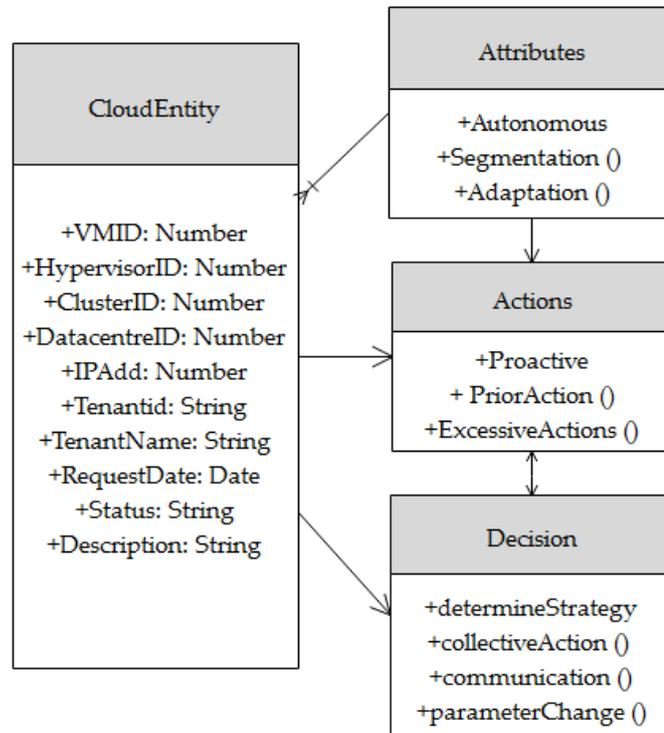 CloudEntity
+VMID: Number
+HypervisorID: Number
+ClusterID: Number
+DatacentreID: Number
+IPAdd: Number
+Tenantid: String
+TenantName: String
+RequestDate: Date
+Status: String
+Description: String
Attributes
+Autonomous
+Segmentation ()
+Adaptation ()
Actions
+Proactive
+ PriorAction ()
+ExcessiveActions ()
Decision
+determineStrategy
+collectiveAction ()
+communication ()
+parameterChange ()